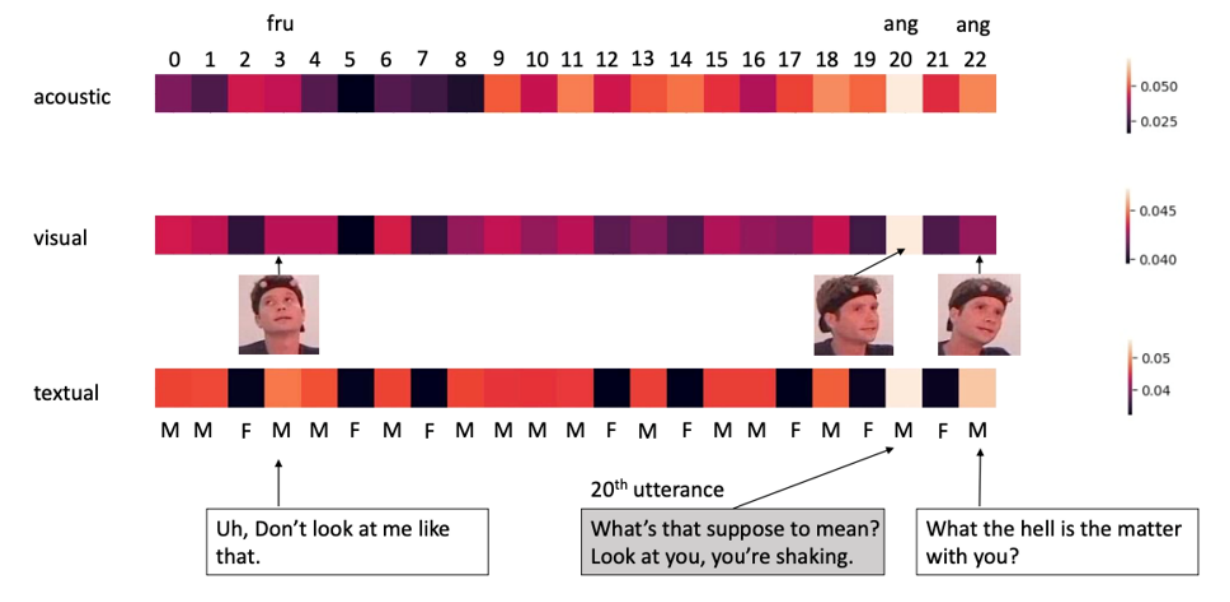 fru ang ang
0 1 2 3 4 5 6 7 8 9 10 11 12 13 14 15 16 17 18 19 20 21 22
acoustic
0.050
0.025
visual
0.045
0.040
textual
0.05
0.04
M M F M M F M F M M M M F M F M M F M F M F M
20th utterance
Uh, Don't look at me like
that.
What's that suppose to mean?
Look at you, you're shaking.
What the hell is the matter
with you?